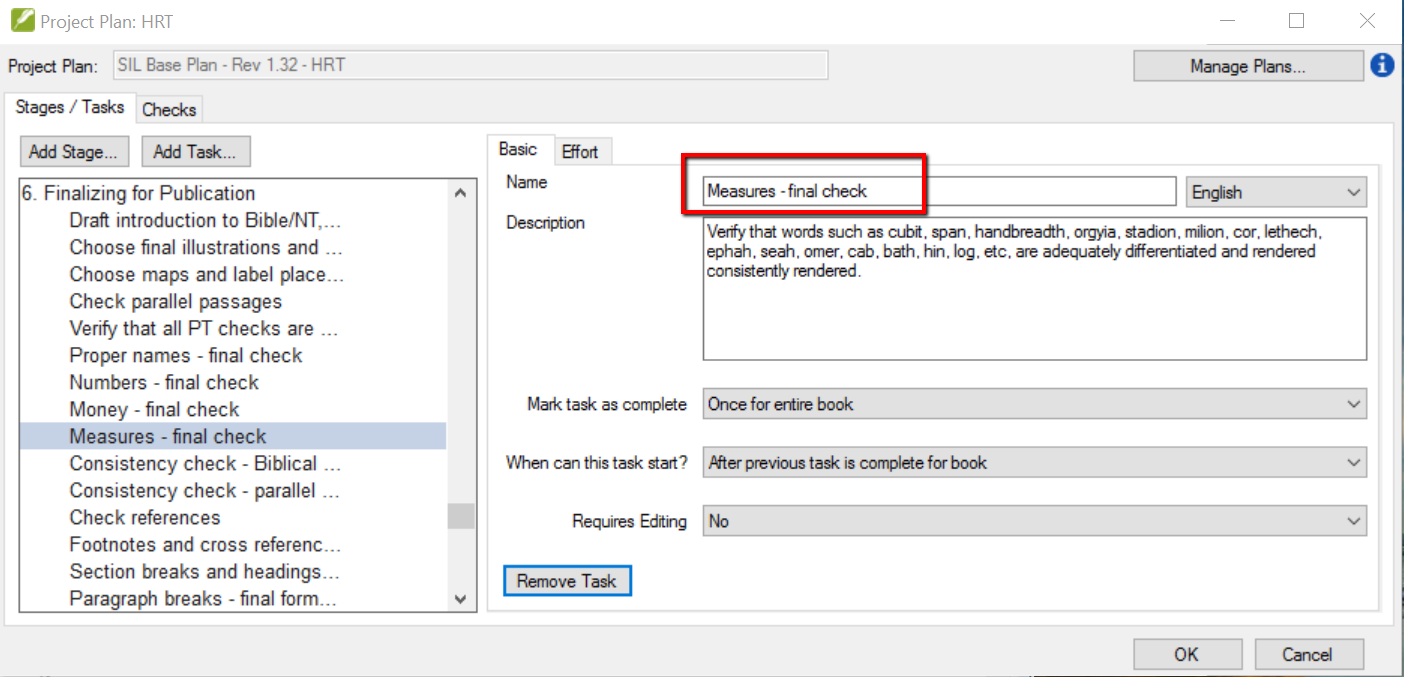 Project Plan: HRT
Project Plan: SIL Base Plan - Rev 1.32 - HRT Manage Plans...
Stages / Tasks Checks
Add Stage... Add Task...
6. Finalizing for Publication
Draft introduction to Bible/NT,...
Choose final illustrations and ...
Choose maps and label place...
Check parallel passages
Verify that all PT checks are ...
Proper names - final check
Numbers - final check
Money - final check
Measures - final check
Consistency check - Biblical ...
Consistency check - parallel ...
Check references
Footnotes and cross referenc...
Section breaks and headings...
Paragraph breaks - final form...
Basic Effort
Name Measures - final check English
Description
Verify that words such as cubit, span, handbreadth, orgyia, stadion, milion, cor, lethech,
ephah, seah, omer, cab, bath, hin, log, etc, are adequately differentiated and rendered
consistently rendered.
Mark task as complete Once for entire book
When can this task start? After previous task is complete for book
Requires Editing No
Remove Task
OK Cancel